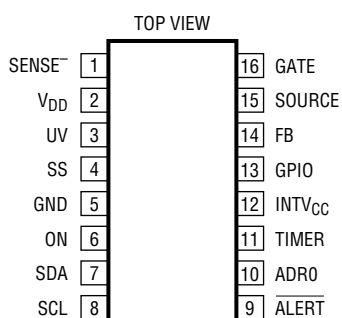 TOP VIEW
SENSE⁻ 1 16 GATE
V_DD 2 15 SOURCE
UV 3 14 FB
SS 4 13 GPIO
GND 5 12 INTV_CC
ON 6 11 TIMER
SDA 7 10 ADR0
SCL 8 9 A̅L̅E̅R̅T̅